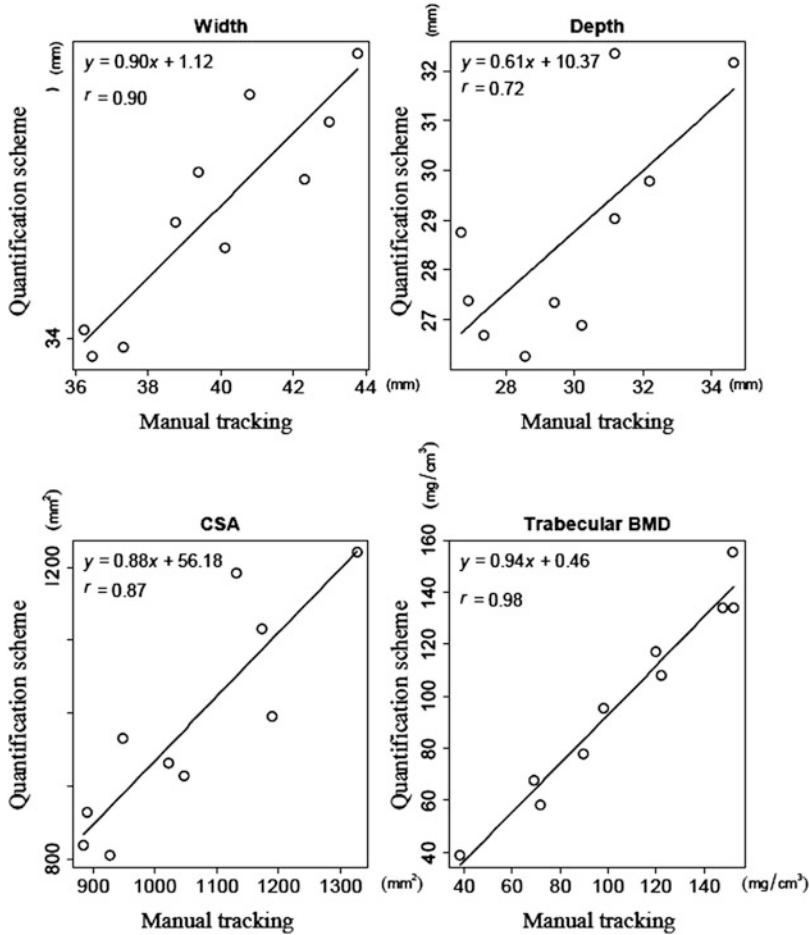 Width
(mm)
y = 0.90x + 1.12
r = 0.90
34
Quantification scheme
36 38 40 42 44 (mm)
Manual tracking
Depth
(mm)
y = 0.61x + 10.37
r = 0.72
32
31
30
29
28
27
Quantification scheme
28 30 32 34 (mm)
Manual tracking
CSA
(mm²)
y = 0.88x + 56.18
r = 0.87
1200
800
Quantification scheme
900 1000 1100 1200 1300 (mm²)
Manual tracking
Trabecular BMD
(mg/cm³)
y = 0.94x + 0.46
r = 0.98
160
140
120
100
80
60
40
Quantification scheme
40 60 80 100 120 140 (mg/cm³)
Manual tracking